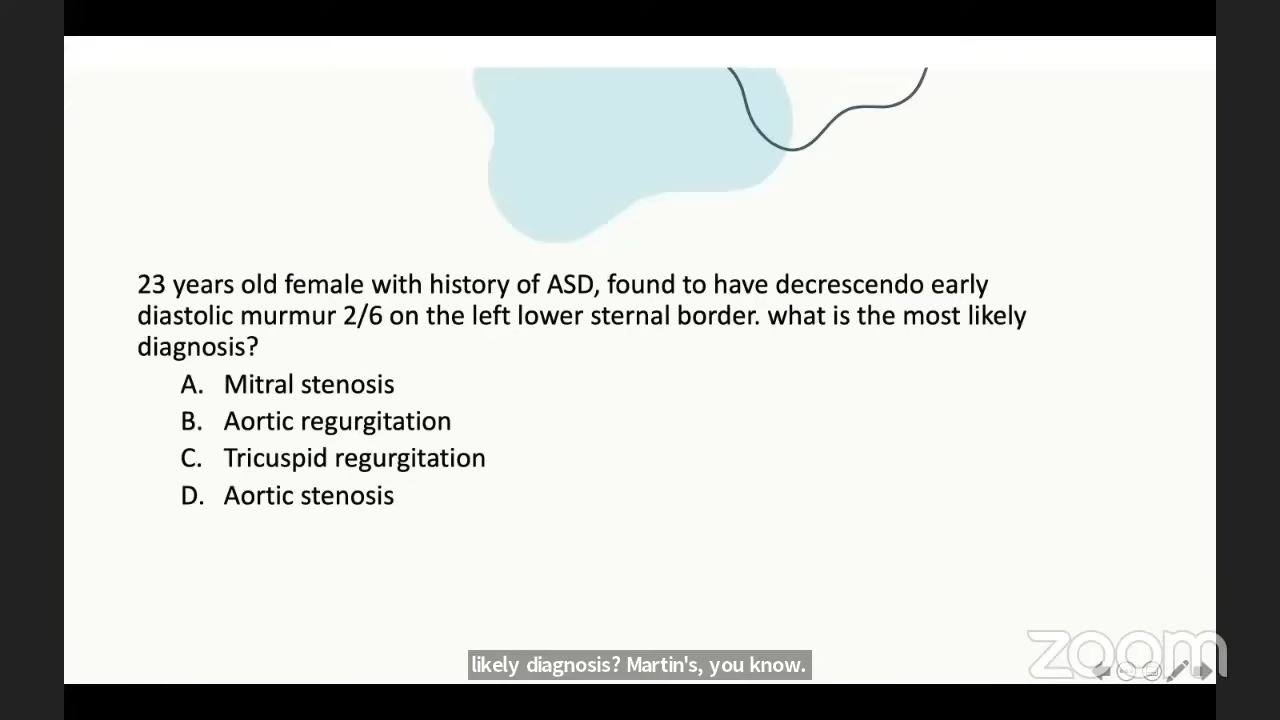 23 years old female with history of ASD, found to have decrescendo early
diastolic murmur 2/6 on the left lower sternal border. what is the most likely
diagnosis?
A. Mitral stenosis
B. Aortic regurgitation
C. Tricuspid regurgitation
D. Aortic stenosis
likely diagnosis? Martin's, you know.
zoom